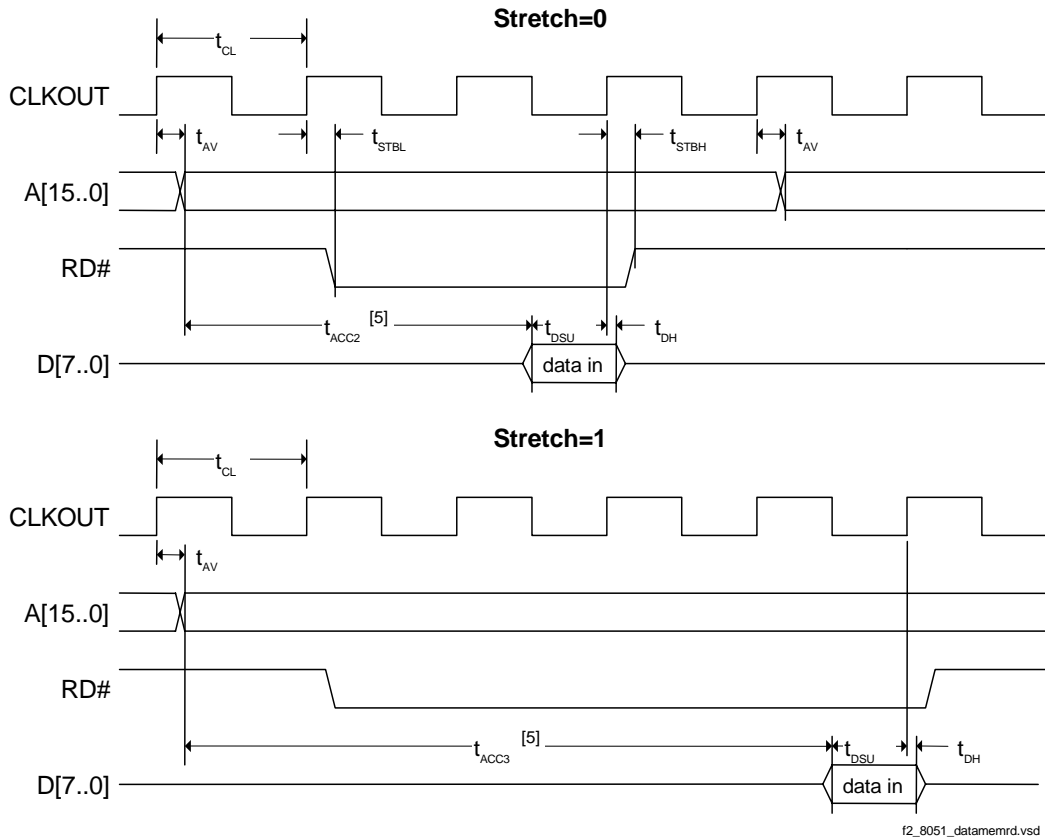 Stretch=0
t_CL
CLKOUT
t_AV t_STBL t_STBH t_AV
A[15..0]
RD#
t_ACC2 [5] t_DSU t_DH
D[7..0] data in
Stretch=1
t_CL
CLKOUT
t_AV
A[15..0]
RD#
t_ACC3 [5] t_DSU t_DH
D[7..0] data in
f2_8051_datamemrd.vsd